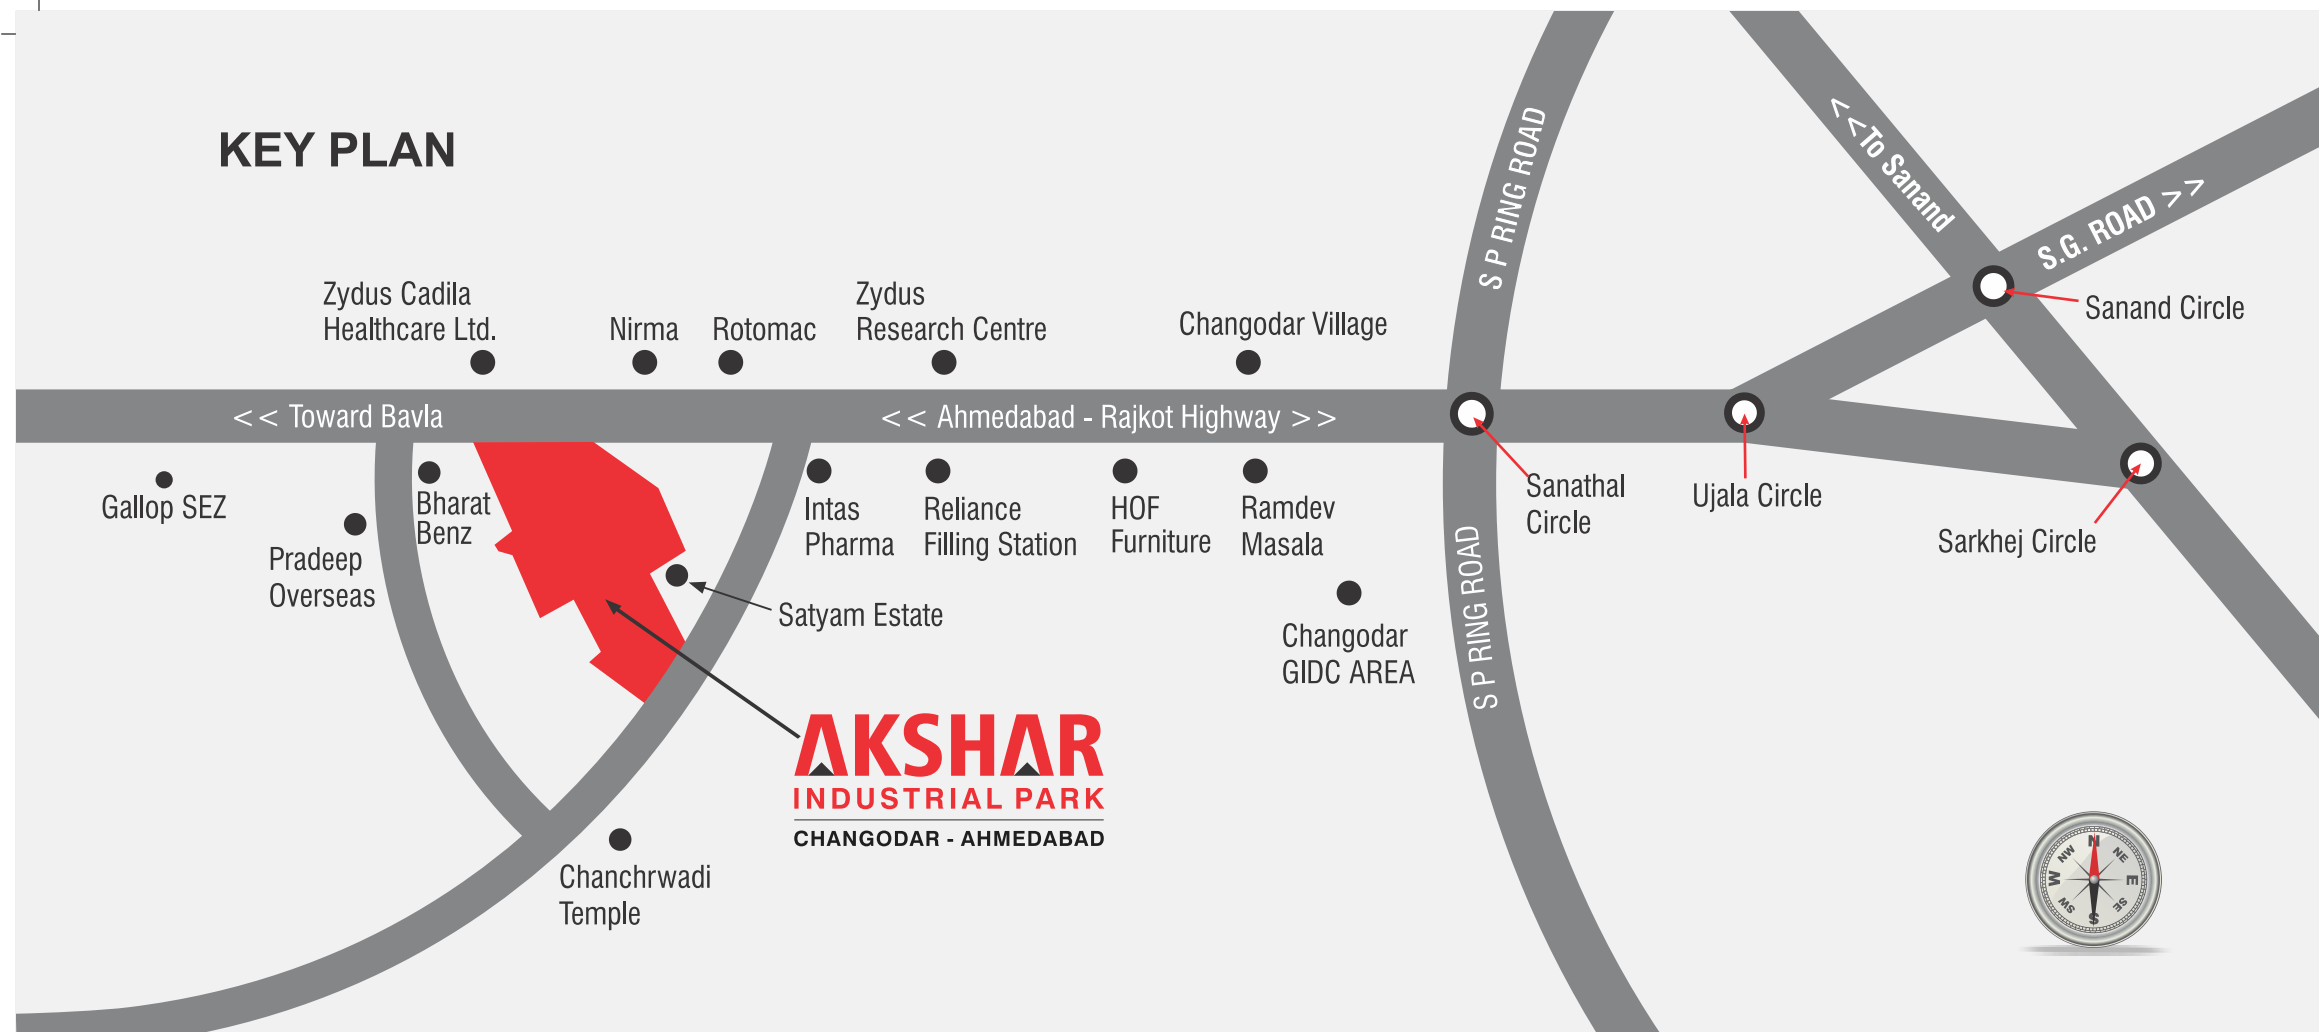 KEY PLAN
S P RING ROAD
<<To Sanand
S.G. ROAD >>
Sanand Circle
Zydus Cadila
Healthcare Ltd.
Nirma
Rotomac
Zydus
Research Centre
Changodar Village
<< Toward Bavla
<< Ahmedabad - Rajkot Highway >>
Gallop SEZ
Bharat
Benz
Pradeep
Overseas
Intas
Pharma
Reliance
Filling Station
HOF
Furniture
Ramdev
Masala
Sanathal
Circle
Ujala Circle
Sarkhej Circle
Satyam Estate
Changodar
GIDC AREA
S P RING ROAD
AKSHAR
INDUSTRIAL PARK
CHANGODAR - AHMEDABAD
Chanchrwadi
Temple
N
NE
E
SE
S
SW
W
NW